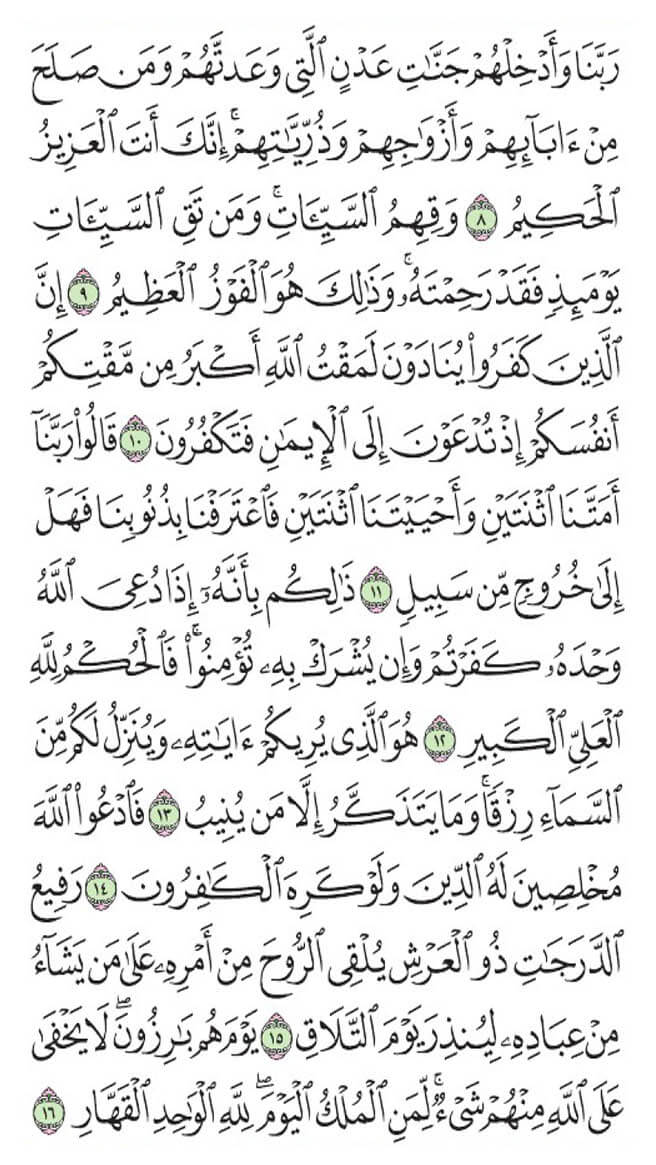 رَبَّنَا وَأَدْخِلْهُمْ جَنَّٰتِ عَدْنٍ ٱلَّتِي وَعَدتَّهُمْ وَمَن صَلَحَ
مِنْ ءَابَآئِهِمْ وَأَزْوَٰجِهِمْ وَذُرِّيَّٰتِهِمْۚ إِنَّكَ أَنتَ ٱلْعَزِيزُ
ٱلْحَكِيمُ ٨ وَقِهِمُ ٱلسَّيِّـَٔاتِۚ وَمَن تَقِ ٱلسَّيِّـَٔاتِ
يَوْمَئِذٍ فَقَدْ رَحِمْتَهُۥۚ وَذَٰلِكَ هُوَ ٱلْفَوْزُ ٱلْعَظِيمُ ٩ إِنَّ
ٱلَّذِينَ كَفَرُوا۟ يُنَادَوْنَ لَمَقْتُ ٱللَّهِ أَكْبَرُ مِن مَّقْتِكُمْ
أَنفُسَكُمْ إِذْ تُدْعَوْنَ إِلَى ٱلْإِيمَٰنِ فَتَكْفُرُونَ ١٠ قَالُوا۟ رَبَّنَآ
أَمَتَّنَا ٱثْنَتَيْنِ وَأَحْيَيْتَنَا ٱثْنَتَيْنِ فَٱعْتَرَفْنَا بِذُنُوبِنَا فَهَلْ
إِلَىٰ خُرُوجٍ مِّن سَبِيلٍ ١١ ذَٰلِكُم بِأَنَّهُۥٓ إِذَا دُعِيَ ٱللَّهُ
وَحْدَهُۥ كَفَرْتُمْ وَإِن يُشْرَكْ بِهِۦ تُؤْمِنُوا۟ۚ فَٱلْحُكْمُ لِلَّهِ
ٱلْعَلِيِّ ٱلْكَبِيرِ ١٢ هُوَ ٱلَّذِي يُرِيكُمْ ءَايَٰتِهِۦ وَيُنَزِّلُ لَكُم مِّنَ
ٱلسَّمَآءِ رِزْقًاۚ وَمَا يَتَذَكَّرُ إِلَّا مَن يُنِيبُ ١٣ فَٱدْعُوا۟ ٱللَّهَ
مُخْلِصِينَ لَهُ ٱلدِّينَ وَلَوْ كَرِهَ ٱلْكَٰفِرُونَ ١٤ رَفِيعُ
ٱلدَّرَجَٰتِ ذُو ٱلْعَرْشِ يُلْقِي ٱلرُّوحَ مِنْ أَمْرِهِۦ عَلَىٰ مَن يَشَآءُ
مِنْ عِبَادِهِۦ لِيُنذِرَ يَوْمَ ٱلتَّلَاقِ ١٥ يَوْمَ هُم بَٰرِزُونَۖ لَا يَخْفَىٰ
عَلَى ٱللَّهِ مِنْهُمْ شَيْءٌۚ لِّمَنِ ٱلْمُلْكُ ٱلْيَوْمَۖ لِلَّهِ ٱلْوَٰحِدِ ٱلْقَهَّارِ ١٦